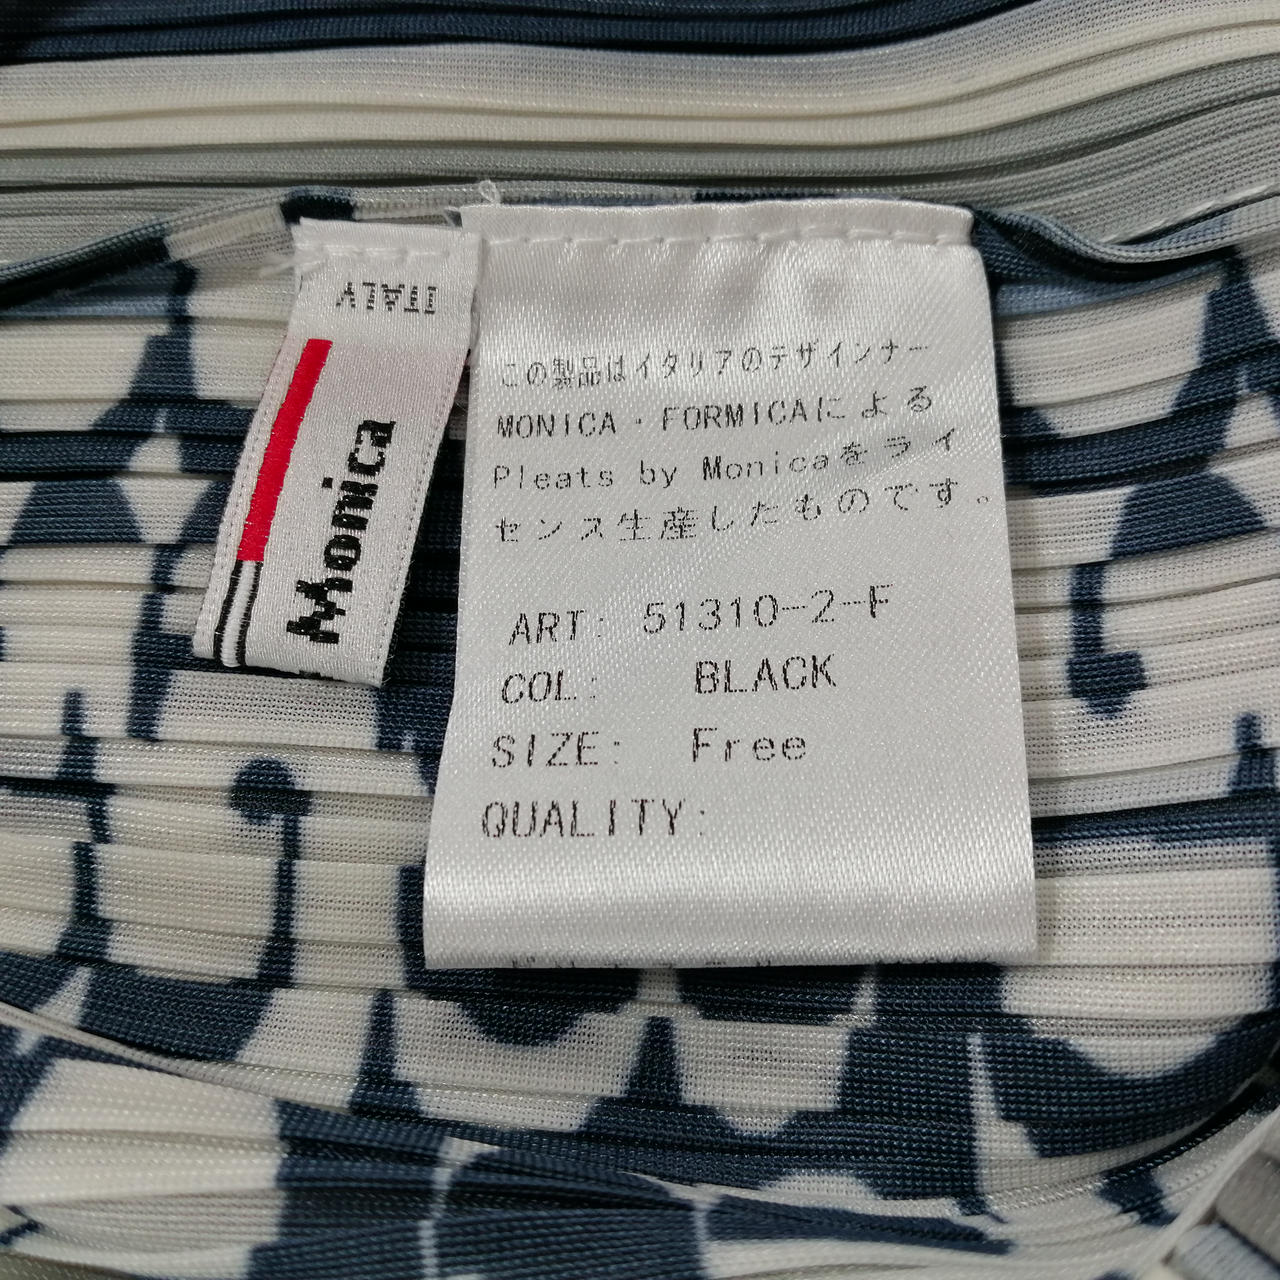 ITALY
Monica
この製品はイタリアのデザインナー
MONICA・FORMICAによる
Pleats by Monicaをライ
センス生産したものです。
ART: 51310-2-F
COL: BLACK
SIZE: Free
QUALITY: